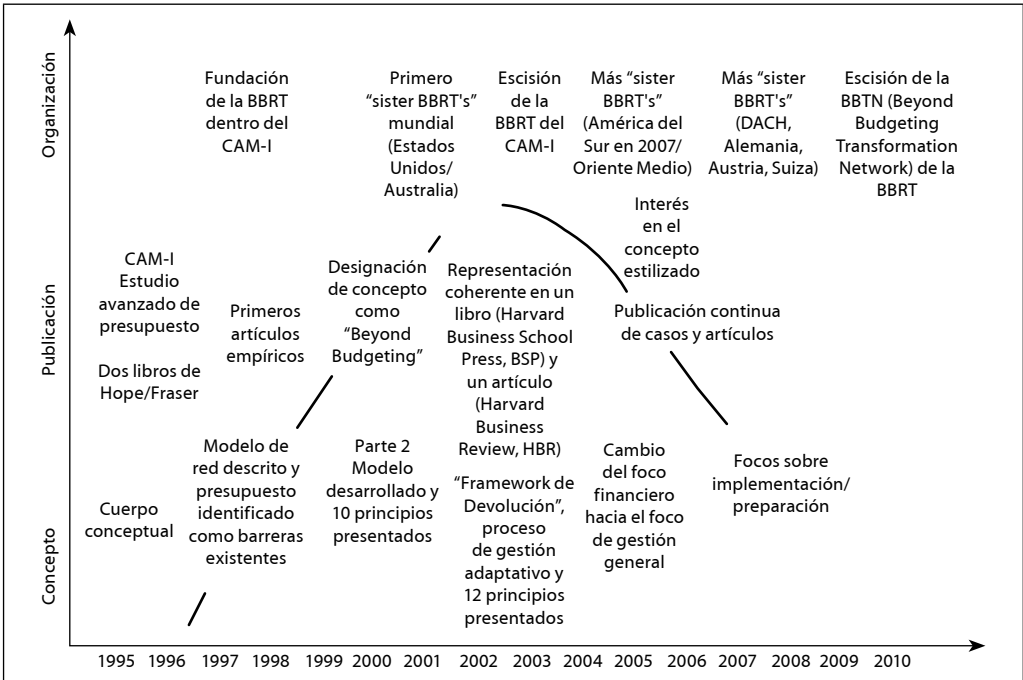 Organización
Fundación
de la BBRT
dentro del
CAM-I
Primero
“sister BBRT's”
mundial
(Estados
Unidos/
Australia)
Escisión
de la
BBRT del
CAM-I
Más “sister
BBRT's”
(América del
Sur en 2007/
Oriente Medio)
Más “sister
BBRT's”
(DACH,
Alemania,
Austria, Suiza)
Escisión de la
BBTN (Beyond
Budgeting
Transformation
Network) de la
BBRT
Interés
en el
concepto
estilizado
Publicación
CAM-I
Estudio
avanzado de
presupuesto
Dos libros de
Hope/Fraser
Primeros
artículos
empíricos
Designación
de concepto
como
“Beyond
Budgeting”
Representación
coherente en un
libro (Harvard
Business School
Press, BSP) y
un artículo
(Harvard
Business
Review, HBR)
Publicación continua
de casos y artículos
Concepto
Cuerpo
conceptual
Modelo de
red descrito y
presupuesto
identificado
como barreras
existentes
Parte 2
Modelo
desarrollado y
10 principios
presentados
“Framework de
Devolución”,
proceso
de gestión
adaptativo y
12 principios
presentados
Cambio
del foco
financiero
hacia el foco
de gestión
general
Focos sobre
implementación/
preparación
1995 1996 1997 1998 1999 2000 2001 2002 2003 2004 2005 2006 2007 2008 2009 2010